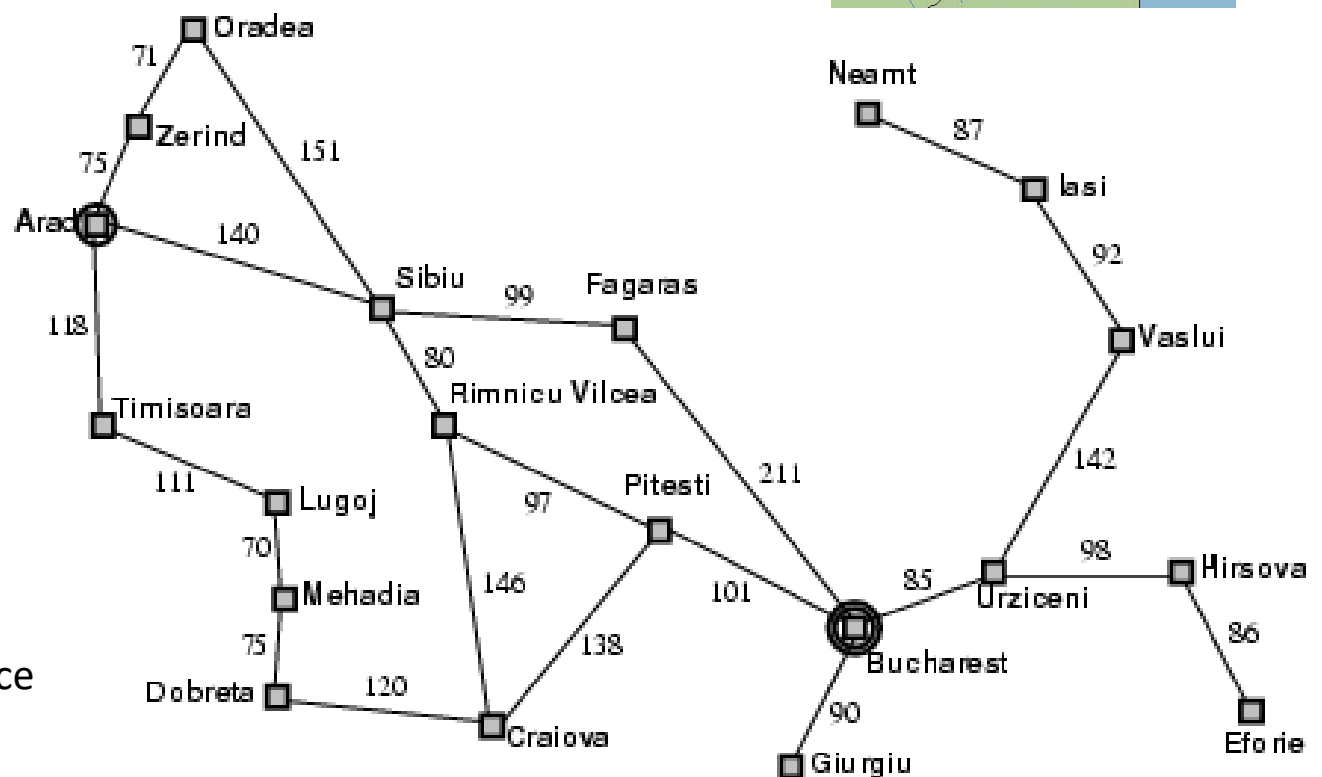 Oradea
71
Neamt
Zerind
87
151
75
Iasi
Arad
140
92
Sibiu
99
Fagaras
118
Vaslui
80
Rimnicu Vilcea
Timisoara
142
111
211
Lugoj
97
Pitesti
70
98
Hirsova
146
101
85
Mehadia
Urziceni
138
86
75
Bucharest
ce
Dobreta
120
90
Craiova
Eforie
Giurgiu